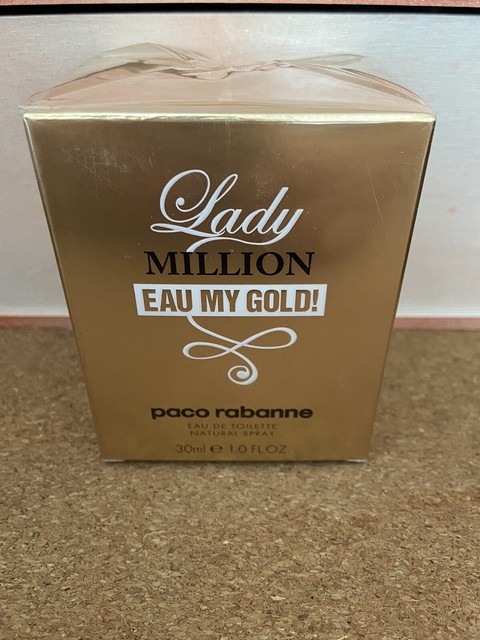 Lady
MILLION
EAU MY GOLD!
paco rabanne
EAU DE TOILETTE
NATURAL SPRAY
30ml ℮ 1.0 FL.OZ.